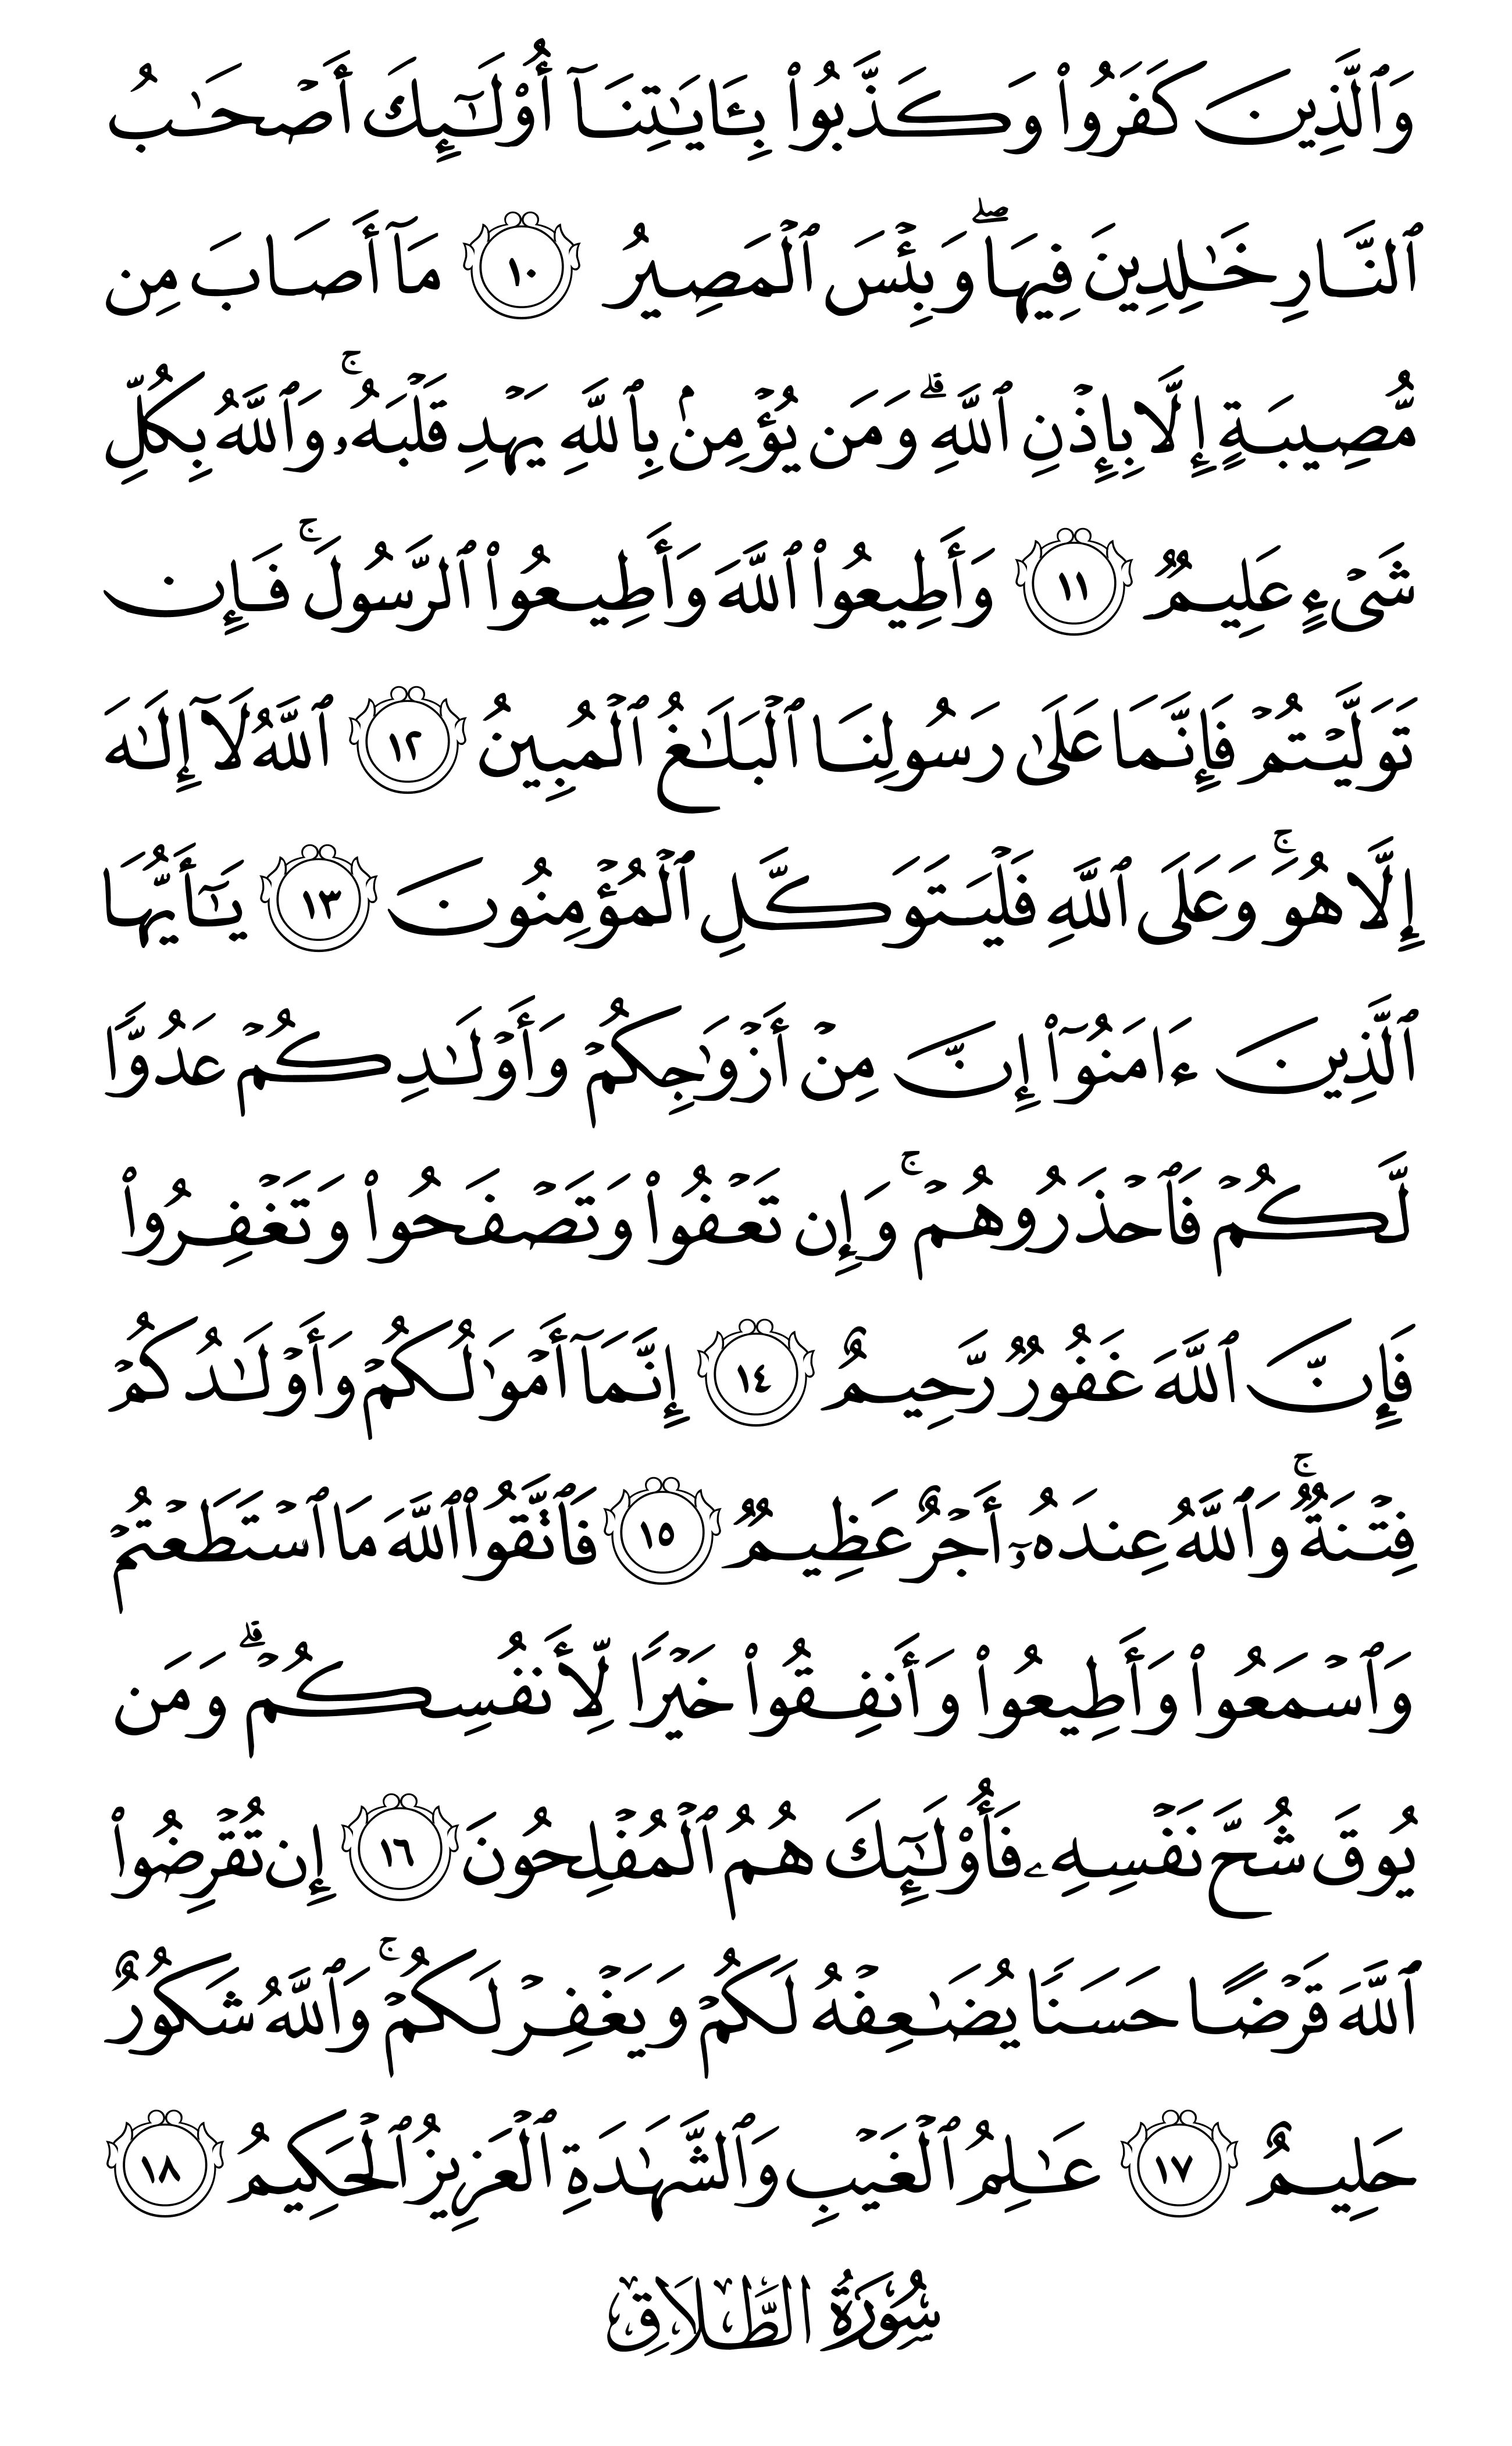 وَٱلَّذِينَ كَفَرُوا۟ وَكَذَّبُوا۟ بِـَٔايَـٰتِنَآ أُو۟لَـٰٓئِكَ أَصْحَـٰبُ
ٱلنَّارِ خَـٰلِدِينَ فِيهَا ۖ وَبِئْسَ ٱلْمَصِيرُ ١٠ مَآ أَصَابَ مِن
مُّصِيبَةٍ إِلَّا بِإِذْنِ ٱللَّهِ ۗ وَمَن يُؤْمِنۢ بِٱللَّهِ يَهْدِ قَلْبَهُۥ ۚ وَٱللَّهُ بِكُلِّ
شَىْءٍ عَلِيمٌ ١١ وَأَطِيعُوا۟ ٱللَّهَ وَأَطِيعُوا۟ ٱلرَّسُولَ ۚ فَإِن
تَوَلَّيْتُمْ فَإِنَّمَا عَلَىٰ رَسُولِنَا ٱلْبَلَـٰغُ ٱلْمُبِينُ ١٢ ٱللَّهُ لَآ إِلَـٰهَ
إِلَّا هُوَ ۚ وَعَلَى ٱللَّهِ فَلْيَتَوَكَّلِ ٱلْمُؤْمِنُونَ ١٣ يَـٰٓأَيُّهَا
ٱلَّذِينَ ءَامَنُوٓا۟ إِنَّ مِنْ أَزْوَٰجِكُمْ وَأَوْلَـٰدِكُمْ عَدُوًّا
لَّكُمْ فَٱحْذَرُوهُمْ ۚ وَإِن تَعْفُوا۟ وَتَصْفَحُوا۟ وَتَغْفِرُوا۟
فَإِنَّ ٱللَّهَ غَفُورٌ رَّحِيمٌ ١٤ إِنَّمَآ أَمْوَٰلُكُمْ وَأَوْلَـٰدُكُمْ
فِتْنَةٌ ۚ وَٱللَّهُ عِندَهُۥٓ أَجْرٌ عَظِيمٌ ١٥ فَٱتَّقُوا۟ ٱللَّهَ مَا ٱسْتَطَعْتُمْ
وَٱسْمَعُوا۟ وَأَطِيعُوا۟ وَأَنفِقُوا۟ خَيْرًا لِّأَنفُسِكُمْ ۗ وَمَن
يُوقَ شُحَّ نَفْسِهِۦ فَأُو۟لَـٰٓئِكَ هُمُ ٱلْمُفْلِحُونَ ١٦ إِن تُقْرِضُوا۟
ٱللَّهَ قَرْضًا حَسَنًا يُضَـٰعِفْهُ لَكُمْ وَيَغْفِرْ لَكُمْ ۚ وَٱللَّهُ شَكُورٌ
حَلِيمٌ ١٧ عَـٰلِمُ ٱلْغَيْبِ وَٱلشَّهَـٰدَةِ ٱلْعَزِيزُ ٱلْحَكِيمُ ١٨
سُورَةُ الطَّلَاقِ